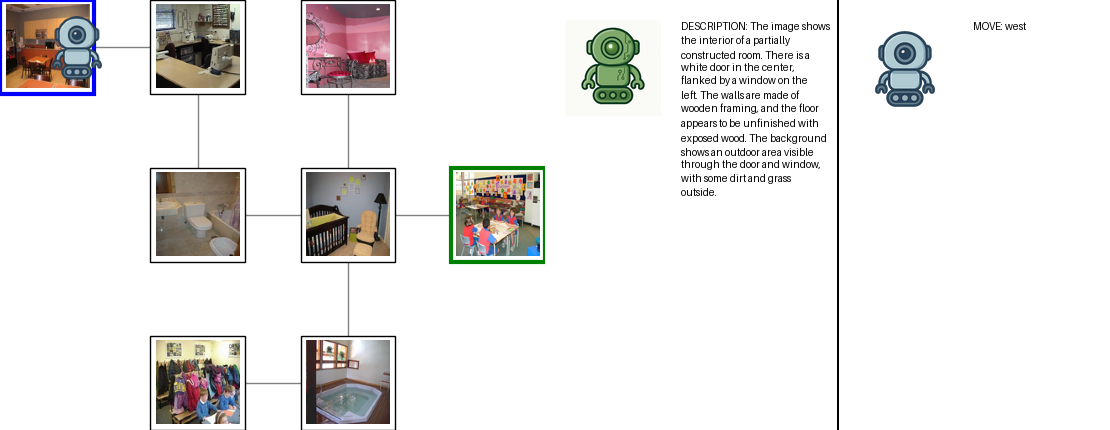 DESCRIPTION: The image shows
the interior of a partially
constructed room. There is a
white door in the center,
flanked by a window on the
left. The walls are made of
wooden framing, and the floor
appears to be unfinished with
exposed wood. The background
shows an outdoor area visible
through the door and window,
with some dirt and grass
outside.
MOVE: west